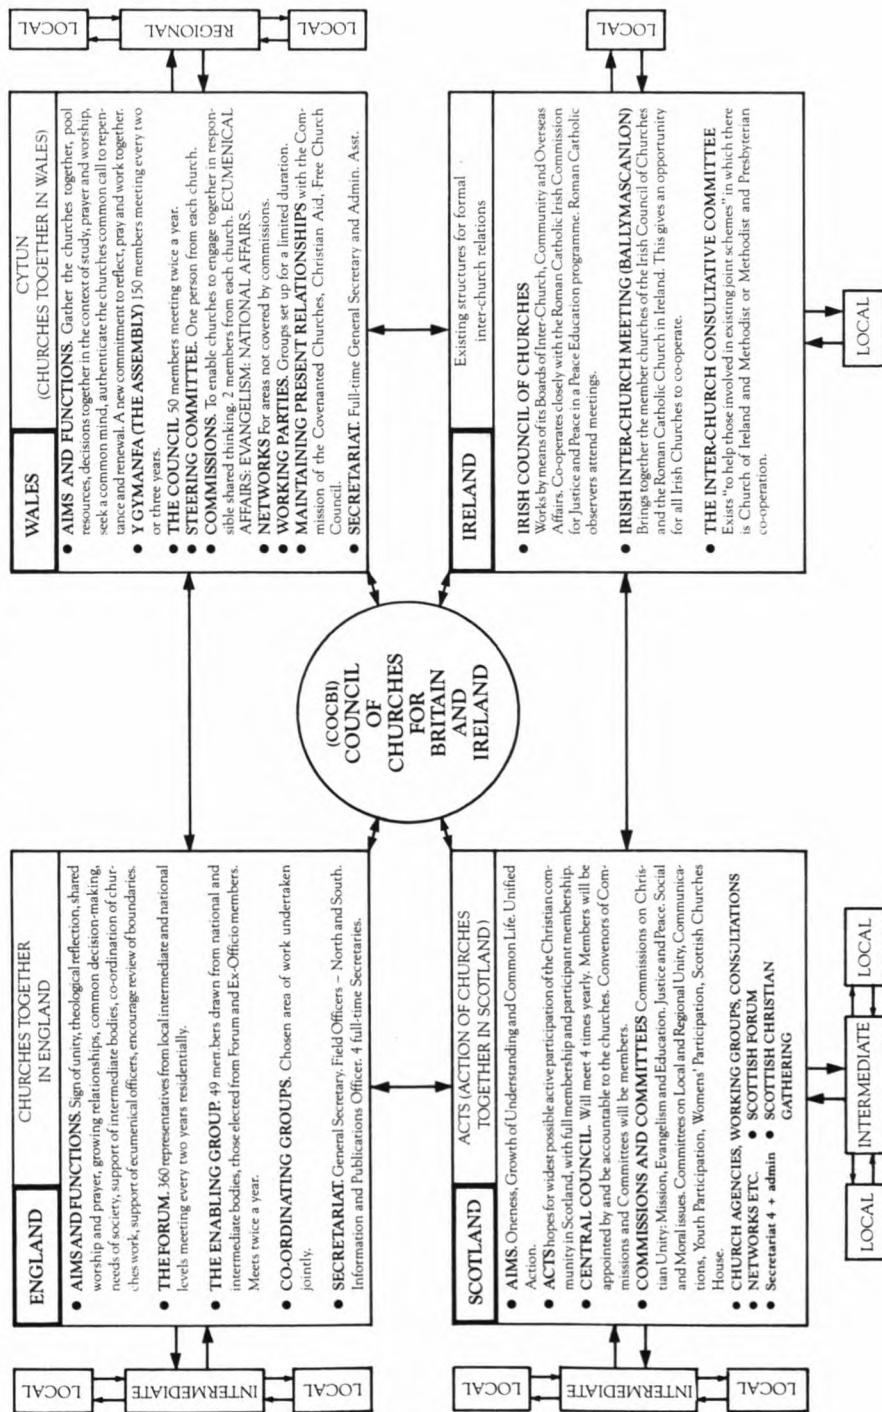 ENGLAND
CHURCHES TOGETHER
IN ENGLAND
● AIMS AND FUNCTIONS. Sign of unity, theological reflection, shared
worship and prayer, growing relationships, common decision-making,
needs of society, support of intermediate bodies, co-ordination of chur-
ches work, support of ecumenical officers, encourage review of boundaries.
● THE FORUM. 360 representatives from local intermediate and national
levels meeting every two years residentially.
● THE ENABLING GROUP. 49 members drawn from national and
intermediate bodies, those elected from Forum and Ex-Officio members.
Meets twice a year.
● CO-ORDINATING GROUPS. Chosen area of work undertaken
jointly.
● SECRETARIAT. General Secretary. Field Officers – North and South.
Information and Publications Officer. 4 full-time Secretaries.
LOCAL
INTERMEDIATE
LOCAL
WALES
CYTUN
(CHURCHES TOGETHER IN WALES)
● AIMS AND FUNCTIONS. Gather the churches together, pool
resources, decisions together in the context of study, prayer and worship,
seek a common mind, authenticate the churches common call to repen-
tance and renewal. A new commitment to reflect, pray and work together.
● Y GYMANFA (THE ASSEMBLY) 150 members meeting every two
or three years.
● THE COUNCIL 50 members meeting twice a year.
● STEERING COMMITTEE. One person from each church.
● COMMISSIONS. To enable churches to engage together in respon-
sible shared thinking. 2 members from each church. ECUMENICAL
AFFAIRS: EVANGELISM: NATIONAL AFFAIRS.
● NETWORKS For areas not covered by commissions.
● WORKING PARTIES. Groups set up for a limited duration.
● MAINTAINING PRESENT RELATIONSHIPS with the Com-
mission of the Covenanted Churches, Christian Aid, Free Church
Council.
● SECRETARIAT. Full-time General Secretary and Admin. Asst.
LOCAL
REGIONAL
LOCAL
(COCBI)
COUNCIL
OF
CHURCHES
FOR
BRITAIN
AND
IRELAND
SCOTLAND
ACTS (ACTION OF CHURCHES
TOGETHER IN SCOTLAND)
● AIMS. Oneness, Growth of Understanding and Common Life. Unified
Action.
● ACTS hopes for widest possible active participation of the Christian com-
munity in Scotland, with full membership and participant membership.
● CENTRAL COUNCIL. Will meet 4 times yearly. Members will be
appointed by and be accountable to the churches. Convenors of Com-
missions and Committees will be members.
● COMMISSIONS AND COMMITTEES Commissions on Chris-
tian Unity: Mission, Evangelism and Education. Justice and Peace. Social
and Moral issues. Committees on Local and Regional Unity, Communica-
tions, Youth Participation, Womens' Participation, Scottish Churches
House.
● CHURCH AGENCIES, WORKING GROUPS, CONSULTATIONS
● NETWORKS ETC. ● SCOTTISH FORUM
● Secretariat 4 + admin ● SCOTTISH CHRISTIAN
GATHERING
LOCAL
INTERMEDIATE
LOCAL
LOCAL
INTERMEDIATE
LOCAL
IRELAND
Existing structures for formal
inter-church relations
● IRISH COUNCIL OF CHURCHES
Works by means of its Boards of Inter-Church, Community and Overseas
Affairs. Co-operates closely with the Roman Catholic Irish Commission
for Justice and Peace in a Peace Education programme. Roman Catholic
observers attend meetings.
● IRISH INTER-CHURCH MEETING (BALLYMASCANLON)
Brings together the member churches of the Irish Council of Churches
and the Roman Catholic Church in Ireland. This gives an opportunity
for all Irish Churches to co-operate.
● THE INTER-CHURCH CONSULTATIVE COMMITTEE
Exists "to help those involved in existing joint schemes" in which there
is Church of Ireland and Methodist or Methodist and Presbyterian
co-operation.
LOCAL
LOCAL